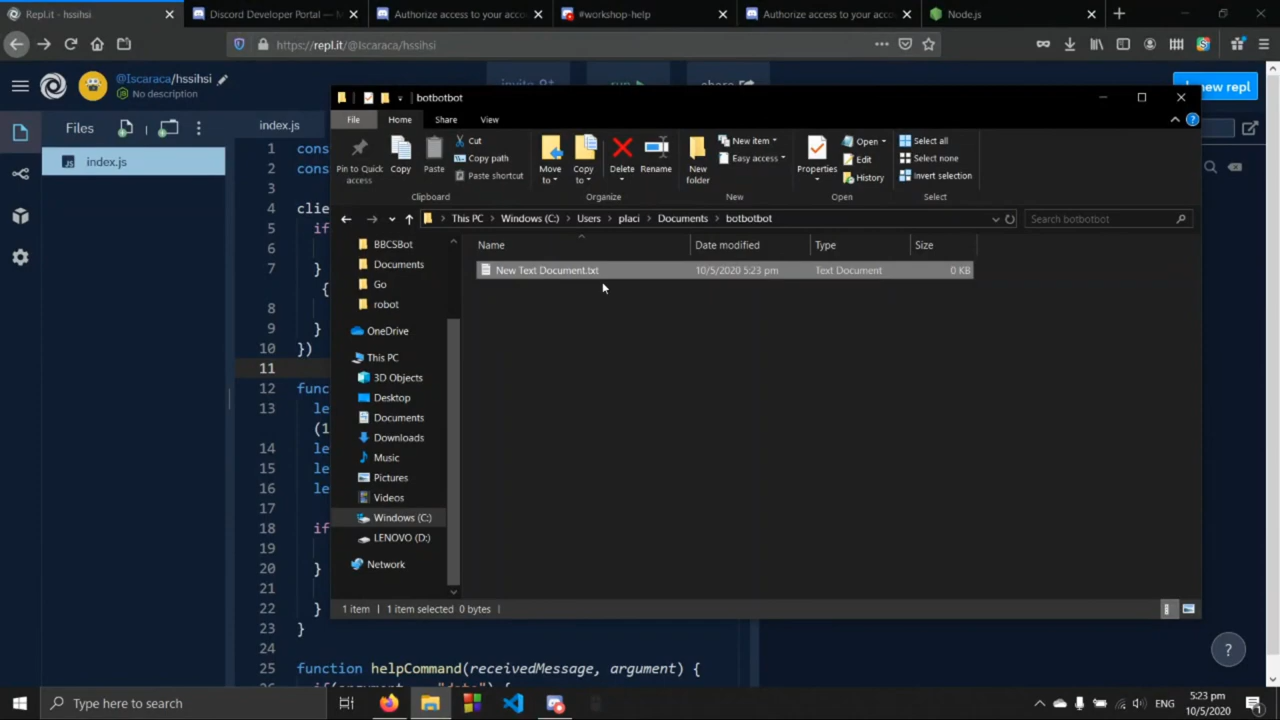 Repl.it - hssihsi
Discord Developer Portal — M
Authorize access to your acco
#workshop-help
Authorize access to your acco
Node.js
https://repl.it/@Iscaraca/hssihsi
@Iscaraca/hssihsi
No description
invite
run
share
new repl
Files
index.js
index.js
1 cons
2 cons
3
4 clie
5 if
6
7 }
{
8
9 }
10 })
11
12 func
13 le
(1
14 le
15 le
16 le
17
18 if
19
20 }
21
22 }
23 }
24
25 function helpCommand(receivedMessage, argument) {
botbotbot
File
Home
Share
View
Pin to Quick access
Copy
Paste
Cut
Copy path
Paste shortcut
Clipboard
Move to
Copy to
Delete
Rename
Organize
New folder
New item
Easy access
New
Properties
Open
Edit
History
Open
Select all
Select none
Invert selection
Select
This PC > Windows (C:) > Users > placi > Documents > botbotbot
Search botbotbot
Name
Date modified
Type
Size
New Text Document.txt
10/5/2020 5:23 pm
Text Document
0 KB
BBCSBot
Documents
Go
robot
OneDrive
This PC
3D Objects
Desktop
Documents
Downloads
Music
Pictures
Videos
Windows (C:)
LENOVO (D:)
Network
1 item
1 item selected 0 bytes
?
Type here to search
ENG
5:23 pm
10/5/2020